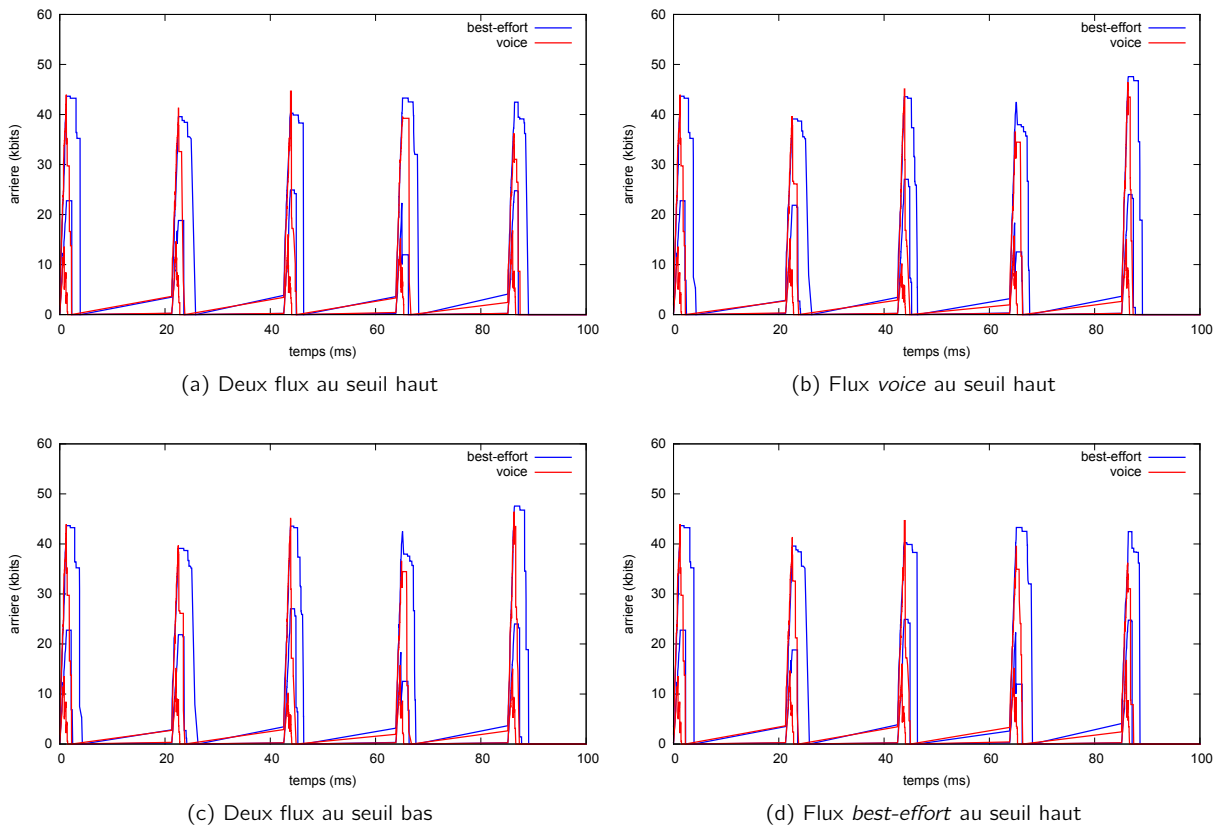 60
50
40
30
20
10
0
arriere (kbits)
best-effort
voice
0 20 40 60 80 100
temps (ms)
(a) Deux flux au seuil haut
60
50
40
30
20
10
0
arriere (kbits)
best-effort
voice
0 20 40 60 80 100
temps (ms)
(b) Flux voice au seuil haut
60
50
40
30
20
10
0
arriere (kbits)
best-effort
voice
0 20 40 60 80 100
temps (ms)
(c) Deux flux au seuil bas
60
50
40
30
20
10
0
arriere (kbits)
best-effort
voice
0 20 40 60 80 100
temps (ms)
(d) Flux best-effort au seuil haut